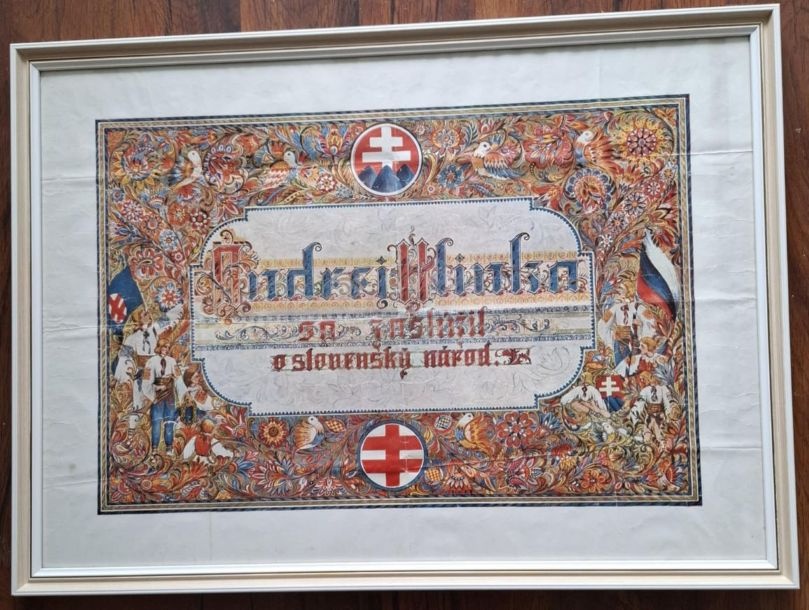 Andrej Hlinka
sa zaslúžil
o slovenský národ.